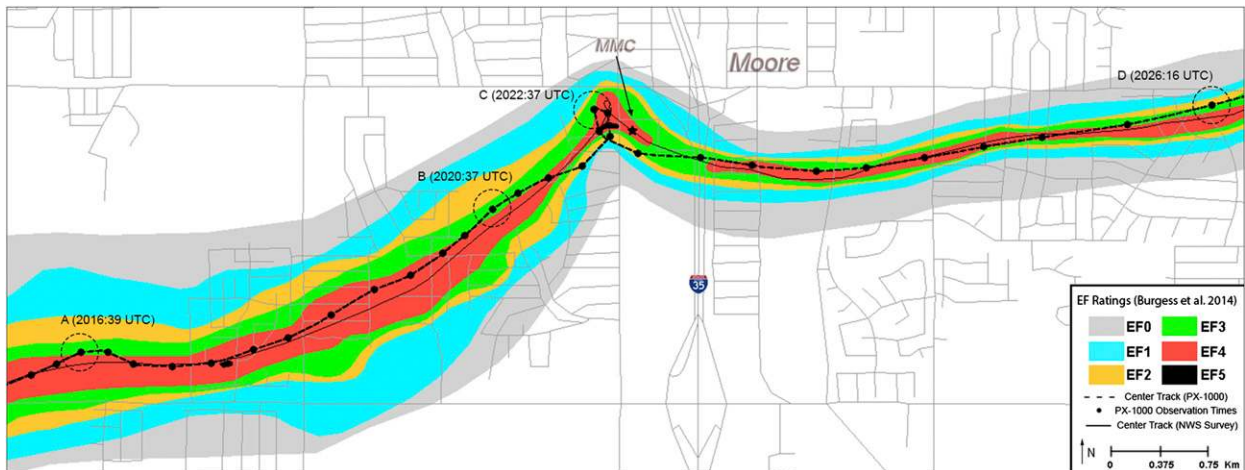 MMC
Moore
C (2022:37 UTC)
D (2026:16 UTC)
B (2020:37 UTC)
A (2016:39 UTC)
35
EF Ratings (Burgess et al. 2014)
EF0 EF3
EF1 EF4
EF2 EF5
Center Track (PX-1000)
PX-1000 Observation Times
Center Track (NWS Survey)
N
0 0.375 0.75 Km